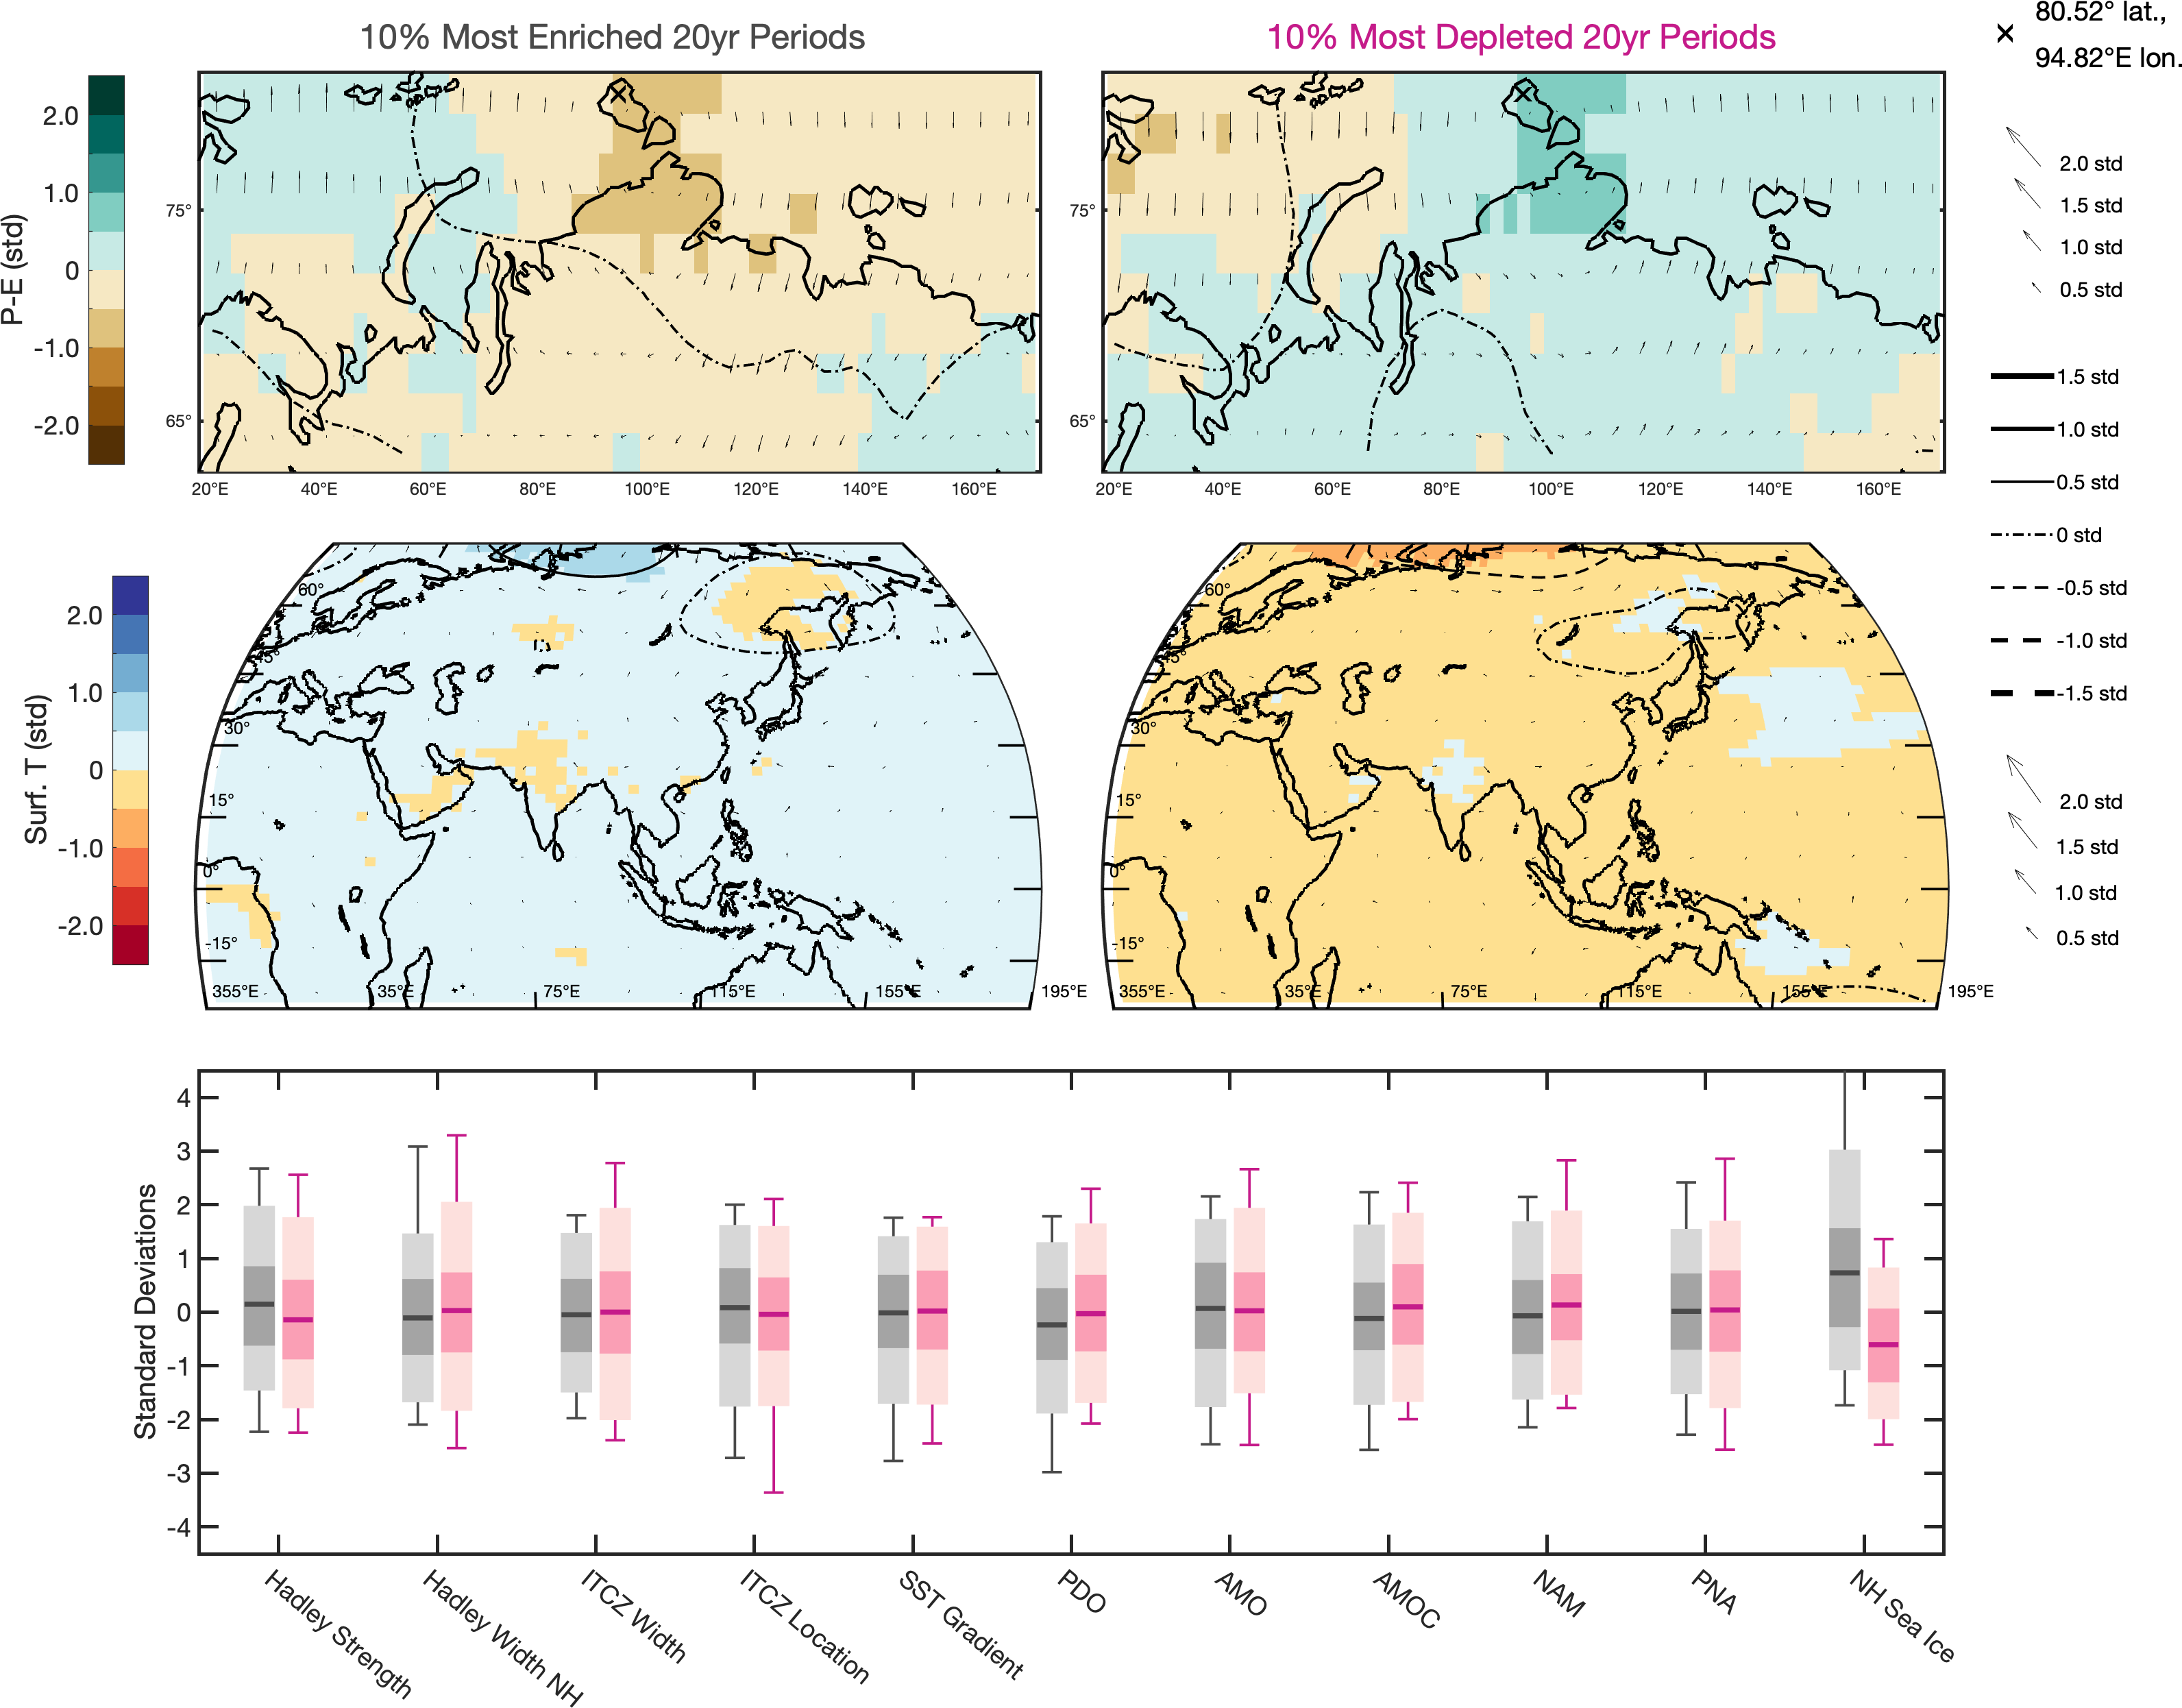 10% Most Enriched 20yr Periods
10% Most Depleted 20yr Periods
80.52° lat.,
94.82°E lon.
P-E (std)
2.0
1.0
0
-1.0
-2.0
75°
65°
20°E 40°E 60°E 80°E 100°E 120°E 140°E 160°E
75°
65°
20°E 40°E 60°E 80°E 100°E 120°E 140°E 160°E
2.0 std
1.5 std
1.0 std
0.5 std
1.5 std
1.0 std
0.5 std
0 std
-0.5 std
-1.0 std
-1.5 std
Surf. T (std)
2.0
1.0
0
-1.0
-2.0
60°
45°
30°
15°
0°
-15°
355°E 35°E 75°E 115°E 155°E 195°E
60°
45°
30°
15°
0°
-15°
355°E 35°E 75°E 115°E 155°E 195°E
2.0 std
1.5 std
1.0 std
0.5 std
Standard Deviations
4
3
2
1
0
-1
-2
-3
-4
Hadley Strength
Hadley Width NH
ITCZ Width
ITCZ Location
SST Gradient
PDO
AMO
AMOC
NAM
PNA
NH Sea Ice